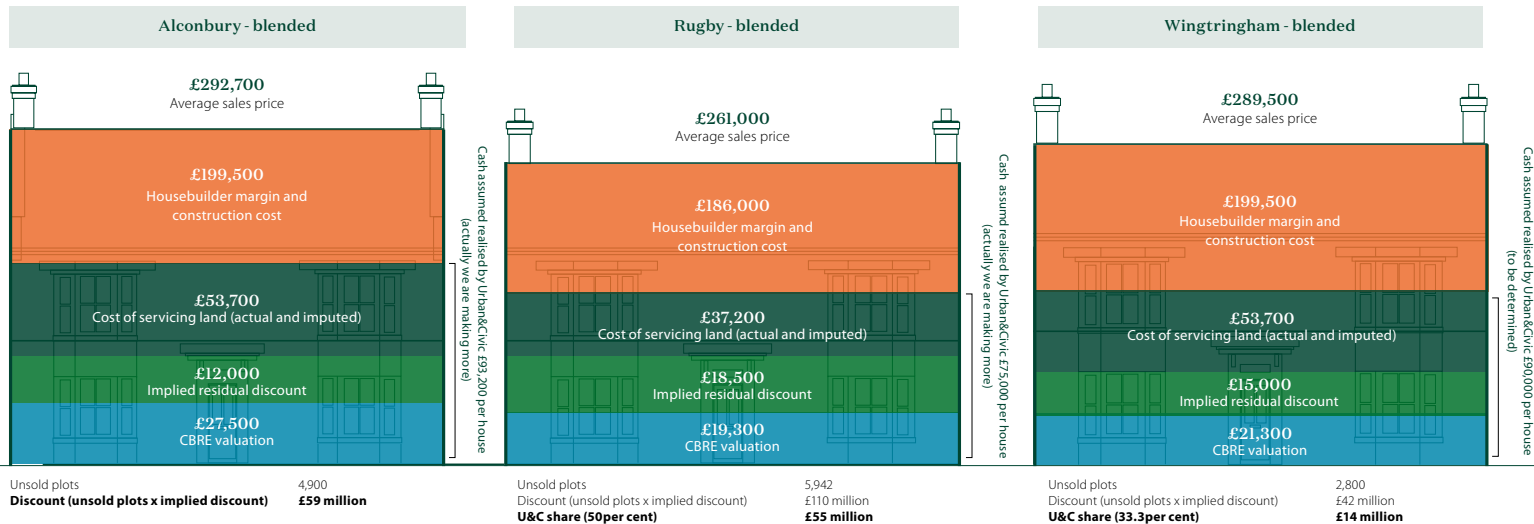 Alconbury - blended
£292,700
Average sales price
£199,500
Housebuilder margin and
construction cost
£53,700
Cost of servicing land (actual and imputed)
£12,000
Implied residual discount
£27,500
CBRE valuation
Cash assumed realised by Urban&Civic £93,200 per house
(actually we are making more)
Unsold plots 4,900
Discount (unsold plots x implied discount) £59 million
Rugby - blended
£261,000
Average sales price
£186,000
Housebuilder margin and
construction cost
£37,200
Cost of servicing land (actual and imputed)
£18,500
Implied residual discount
£19,300
CBRE valuation
Cash assumd realised by Urban&Civic £75,000 per house
(actually we are making more)
Unsold plots 5,942
Discount (unsold plots x implied discount) £110 million
U&C share (50per cent) £55 million
Wingtringham - blended
£289,500
Average sales price
£199,500
Housebuilder margin and
construction cost
£53,700
Cost of servicing land (actual and imputed)
£15,000
Implied residual discount
£21,300
CBRE valuation
Cash assumed realised by Urban&Civic £90,000 per house
(to be determined)
Unsold plots 2,800
Discount (unsold plots x implied discount) £42 million
U&C share (33.3per cent) £14 million